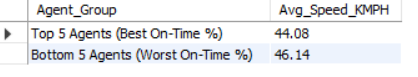 Agent_Group Avg_Speed_KMPH
Top 5 Agents (Best On-Time %) 44.08
Bottom 5 Agents (Worst On-Time %) 46.14